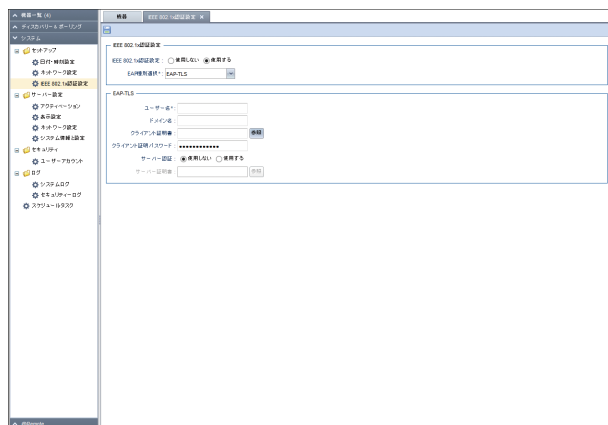 機器一覧 (4)
ディスカバリー & ポーリング
システム
セットアップ
日付・時刻設定
ネットワーク設定
IEEE 802.1x認証設定
サーバー設定
アクティベーション
表示設定
ネットワーク設定
システム情報と設定
セキュリティ
ユーザーアカウント
ログ
システムログ
セキュリティーログ
スケジュールタスク
機器
IEEE 802.1x認証設定 ×
IEEE 802.1x認証設定
IEEE 802.1x認証設定 : 使用しない 使用する
EAP種別選択*: EAP-TLS
EAP-TLS
ユーザー名*:
ドメイン名:
クライアント証明書: 参照
クライアント証明パスワード: ••••••••••••
サーバー認証: 使用しない 使用する
サーバー証明書: 参照